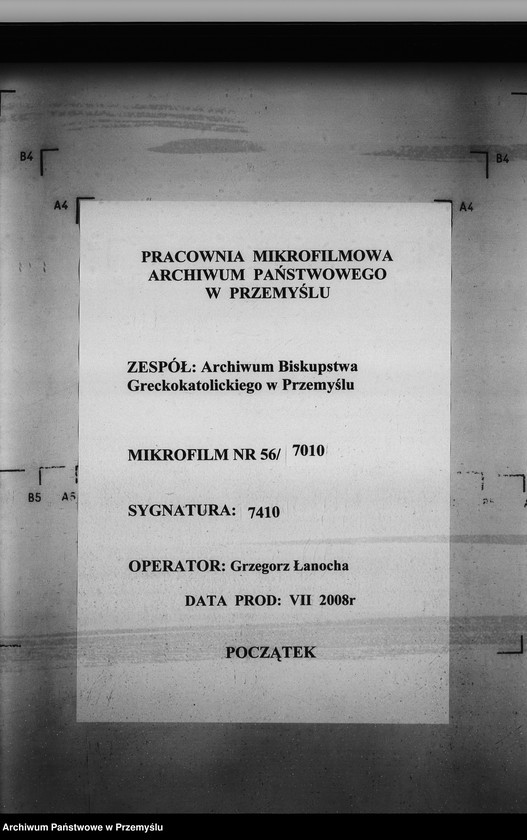 B4
B4
A4
A4
PRACOWNIA MIKROFILMOWA
ARCHIWUM PAŃSTWOWEGO
W PRZEMYŚLU
ZESPÓŁ: Archiwum Biskupstwa
Greckokatolickiego w Przemyślu
MIKROFILM NR 56/ 7010
B5
A5
SYGNATURA: 7410
OPERATOR: Grzegorz Łanocha
DATA PROD: VII 2008r
POCZĄTEK
Archiwum Państwowe w Przemyślu